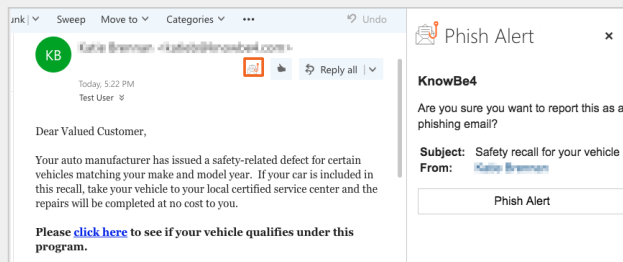 unk Sweep Move to Categories ••• Undo
Phish Alert ×
KB
Reply all
Today, 5:22 PM
Test User
KnowBe4
Are you sure you want to report this as a
phishing email?
Subject: Safety recall for your vehicle
From:
Phish Alert
Dear Valued Customer,
Your auto manufacturer has issued a safety-related defect for certain
vehicles matching your make and model year.  If your car is included in
this recall, take your vehicle to your local certified service center and the
repairs will be completed at no cost to you.
Please click here to see if your vehicle qualifies under this
program.